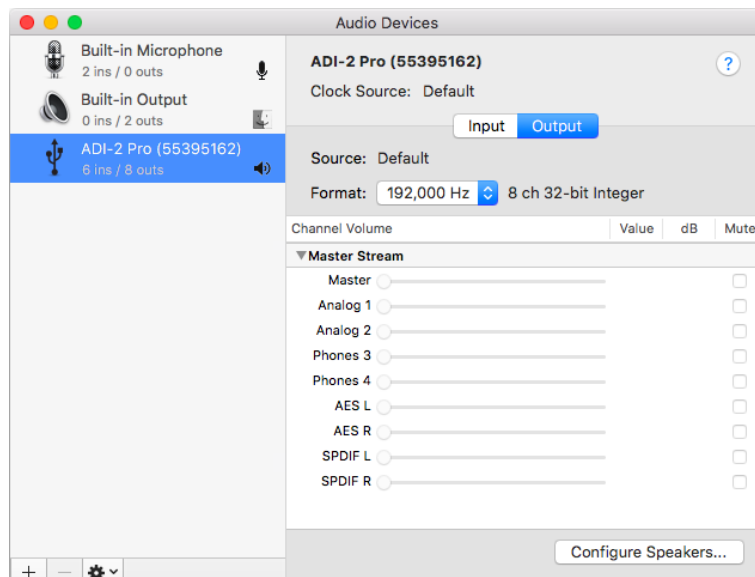 Audio Devices
Built-in Microphone
2 ins / 0 outs
Built-in Output
0 ins / 2 outs
ADI-2 Pro (55395162)
6 ins / 8 outs
ADI-2 Pro (55395162)
?
Clock Source: Default
Input Output
Source: Default
Format: 192,000 Hz 8 ch 32-bit Integer
Channel Volume Value dB Mute
Master Stream
Master
Analog 1
Analog 2
Phones 3
Phones 4
AES L
AES R
SPDIF L
SPDIF R
Configure Speakers...